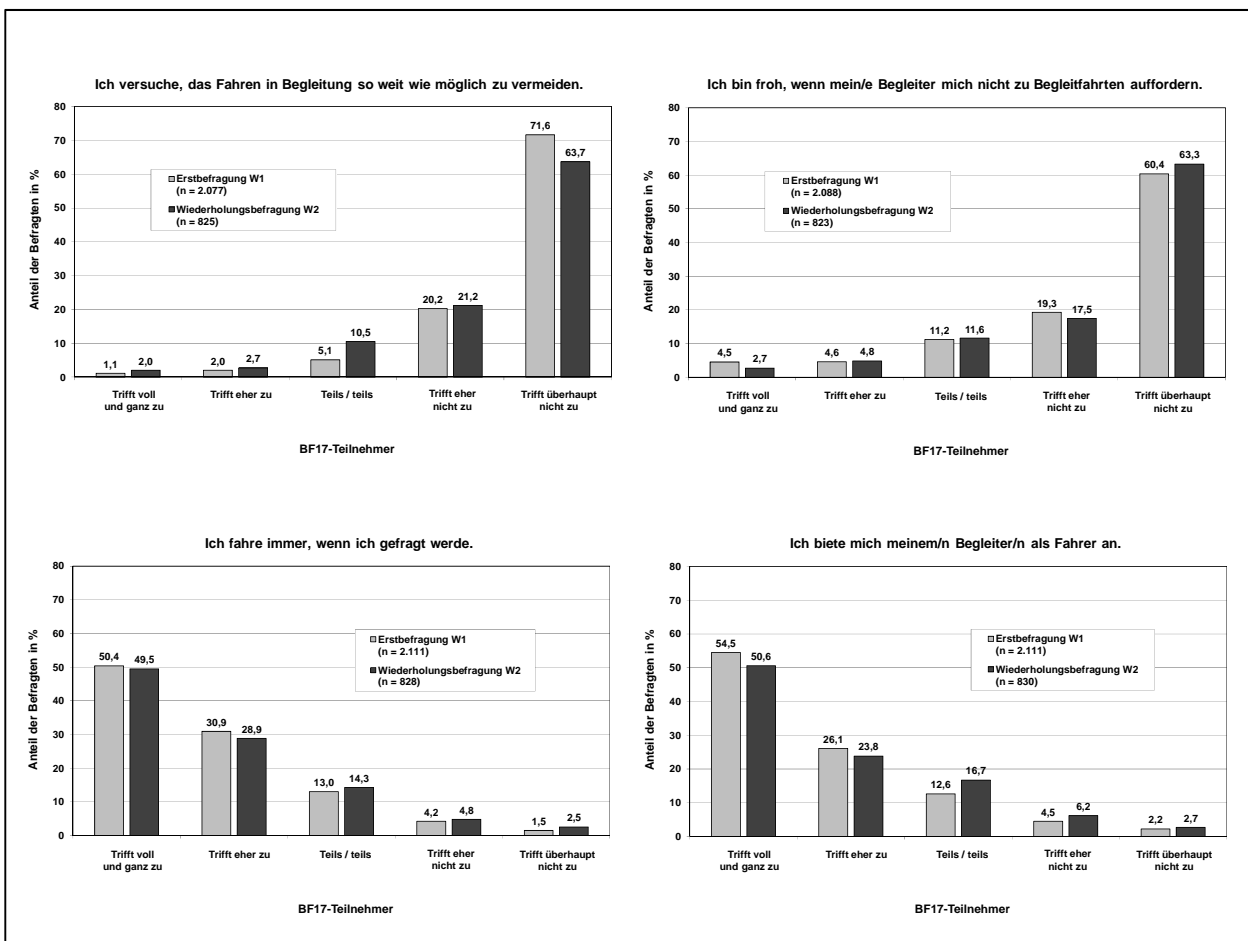 Ich versuche, das Fahren in Begleitung so weit wie möglich zu vermeiden.
80
70
60
50
40
30
20
10
0
Anteil der Befragten in %
Erstbefragung W1
(n = 2.077)
Wiederholungsbefragung W2
(n = 825)
1,1
2,0
2,0
2,7
5,1
10,5
20,2
21,2
71,6
63,7
Trifft voll
und ganz zu
Trifft eher zu
Teils / teils
Trifft eher
nicht zu
Trifft überhaupt
nicht zu
BF17-Teilnehmer
Ich bin froh, wenn mein/e Begleiter mich nicht zu Begleitfahrten auffordern.
80
70
60
50
40
30
20
10
0
Anteil der Befragten in %
Erstbefragung W1
(n = 2.088)
Wiederholungsbefragung W2
(n = 823)
4,5
2,7
4,6
4,8
11,2
11,6
19,3
17,5
60,4
63,3
Trifft voll
und ganz zu
Trifft eher zu
Teils / teils
Trifft eher
nicht zu
Trifft überhaupt
nicht zu
BF17-Teilnehmer
Ich fahre immer, wenn ich gefragt werde.
80
70
60
50
40
30
20
10
0
Anteil der Befragten in %
Erstbefragung W1
(n = 2.111)
Wiederholungsbefragung W2
(n = 828)
50,4
49,5
30,9
28,9
13,0
14,3
4,2
4,8
1,5
2,5
Trifft voll
und ganz zu
Trifft eher zu
Teils / teils
Trifft eher
nicht zu
Trifft überhaupt
nicht zu
BF17-Teilnehmer
Ich biete mich meinem/n Begleiter/n als Fahrer an.
80
70
60
50
40
30
20
10
0
Anteil der Befragten in %
Erstbefragung W1
(n = 2.111)
Wiederholungsbefragung W2
(n = 830)
54,5
50,6
26,1
23,8
12,6
16,7
4,5
6,2
2,2
2,7
Trifft voll
und ganz zu
Trifft eher zu
Teils / teils
Trifft eher
nicht zu
Trifft überhaupt
nicht zu
BF17-Teilnehmer